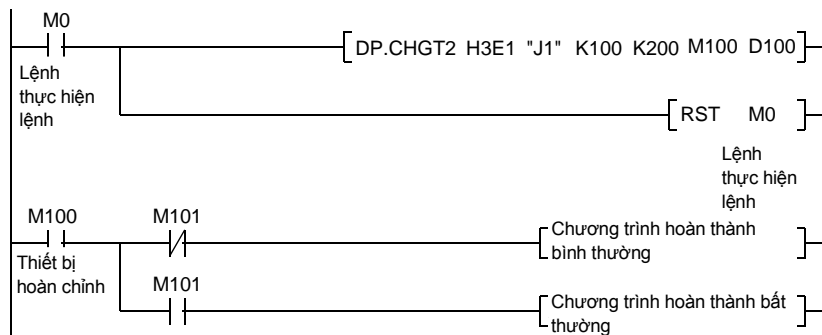 M0
DP.CHGT2 H3E1 "J1" K100 K200 M100 D100
Lệnh
thực hiện
lệnh
RST M0
Lệnh
thực hiện
lệnh
M100 M101
Chương trình hoàn thành
bình thường
Thiết bị
hoàn chỉnh
M101
Chương trình hoàn thành bất
thường